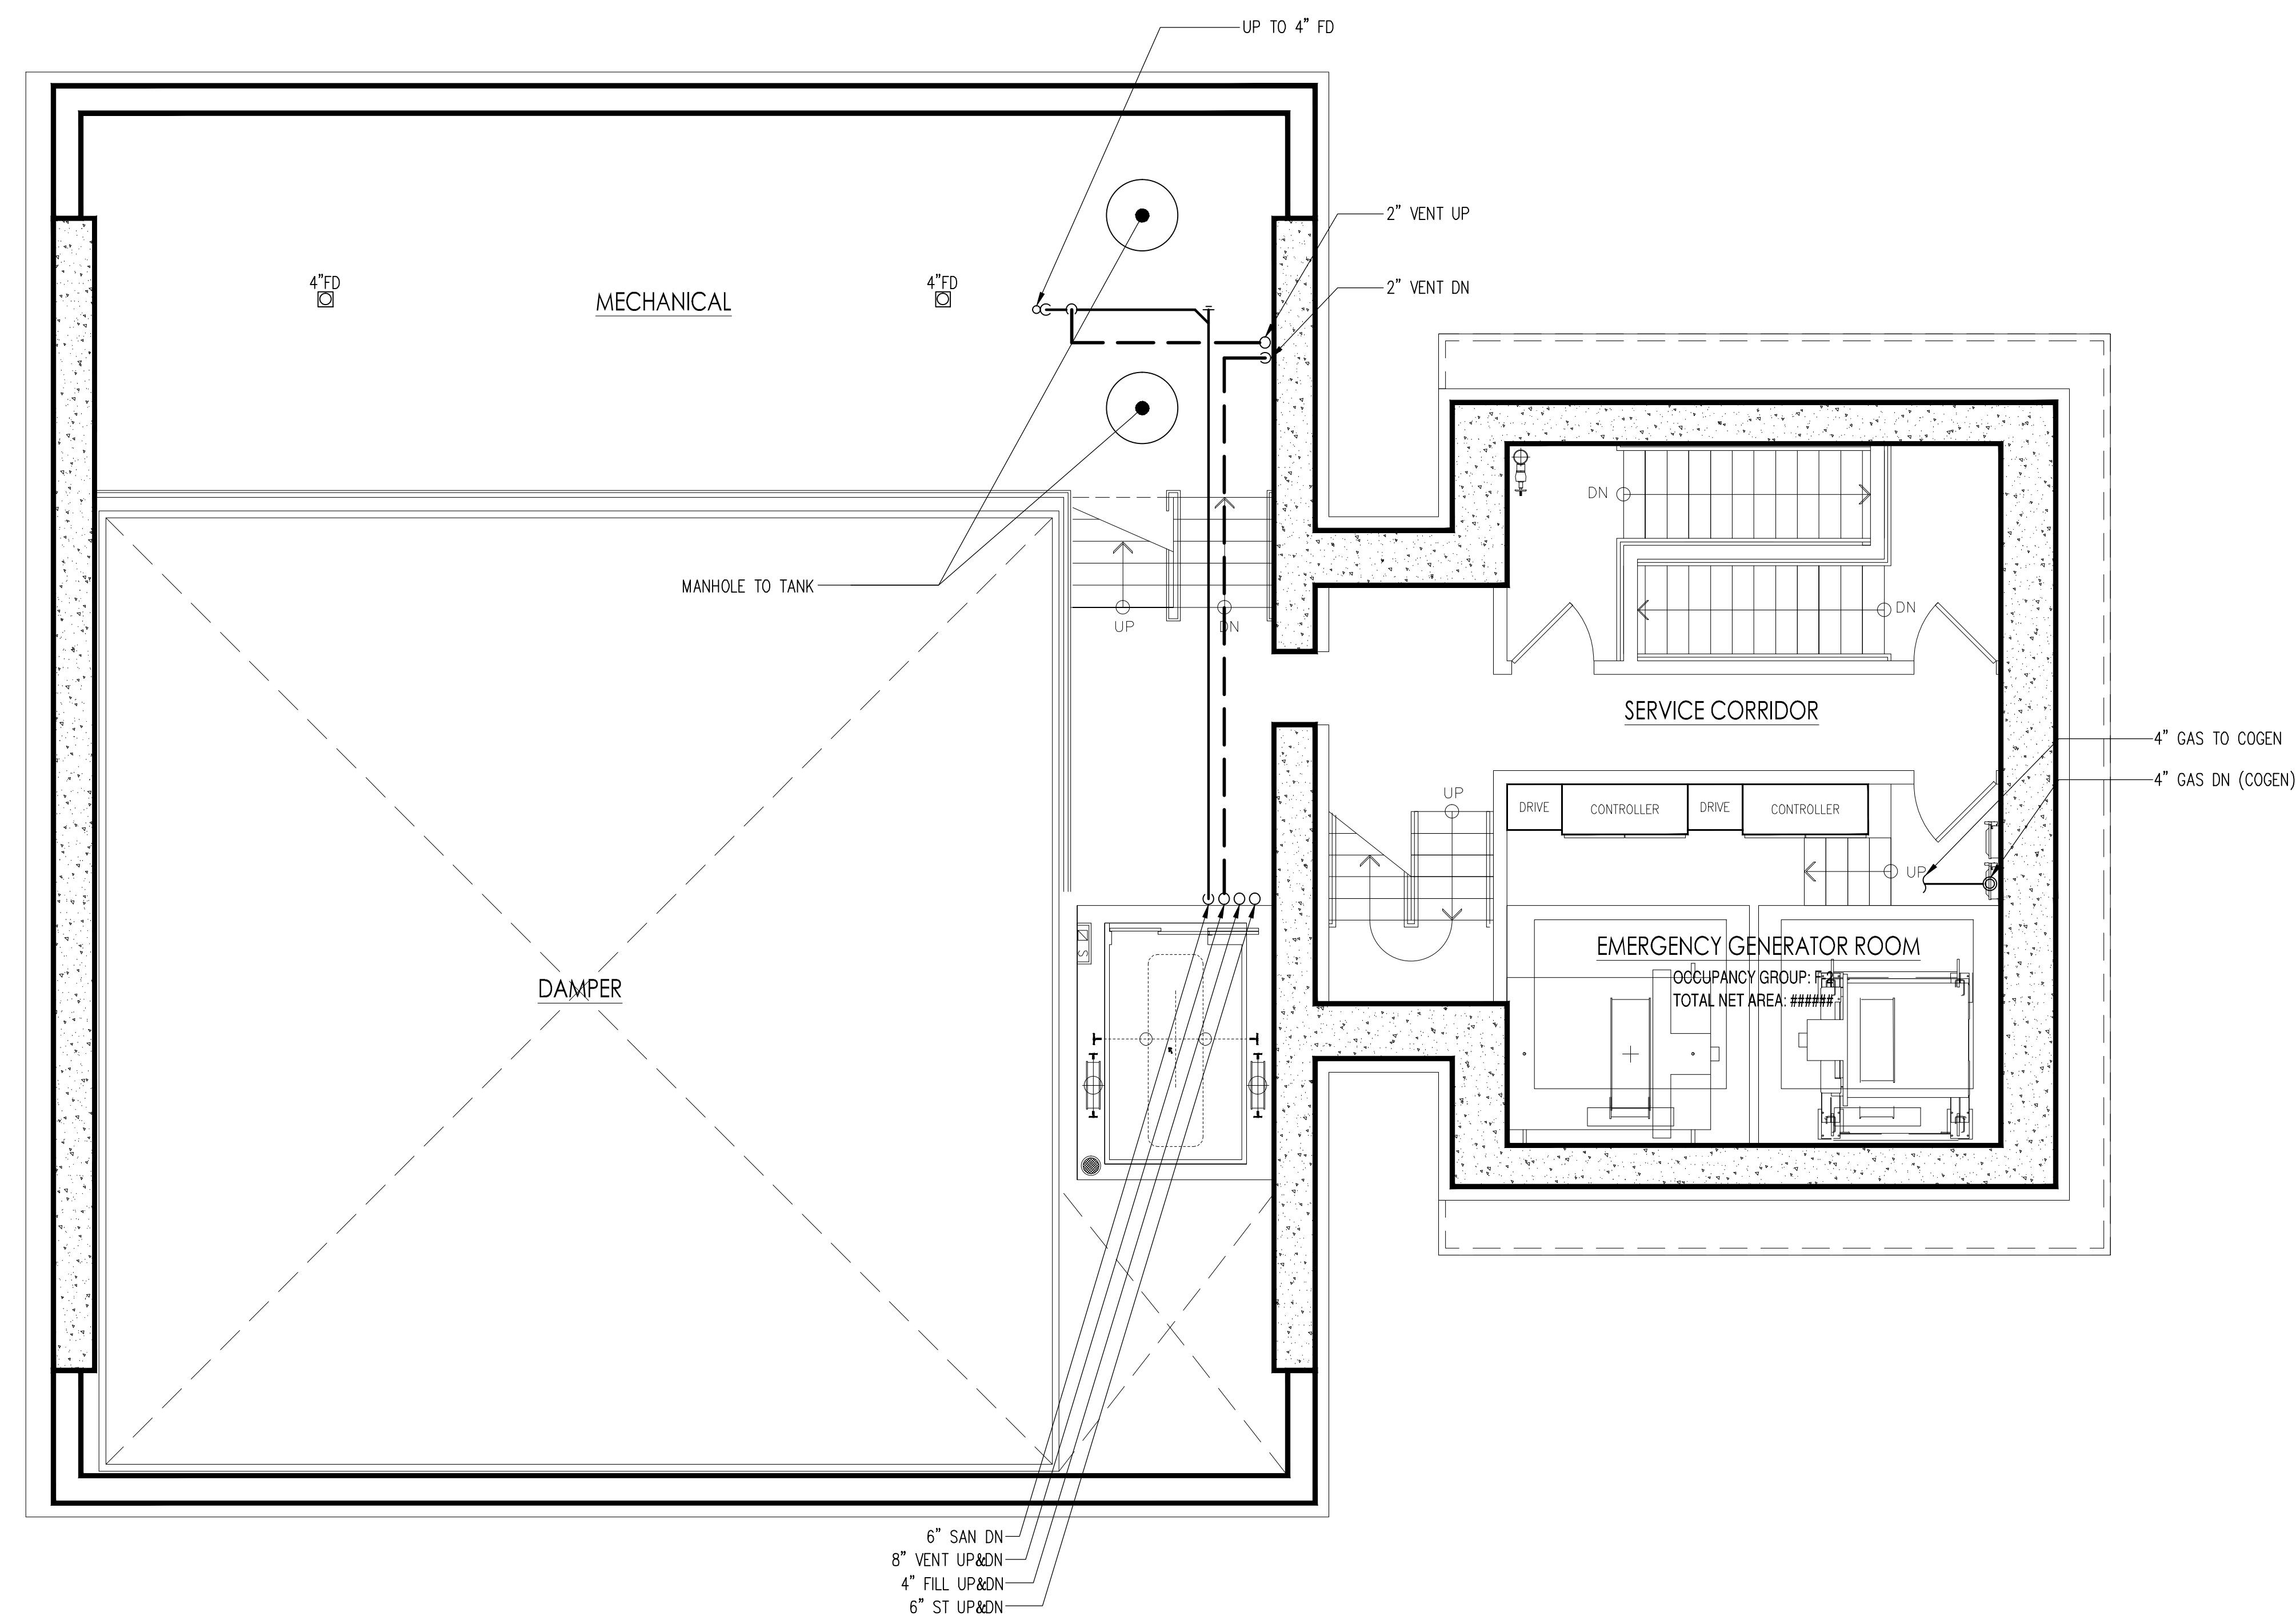 UP TO 4" FD
2" VENT UP
4"FD
MECHANICAL
4"FD
2" VENT DN
DN
MANHOLE TO TANK
UP
DN
DN
SERVICE CORRIDOR
4" GAS TO COGEN
4" GAS DN (COGEN)
UP
DRIVE
CONTROLLER
DRIVE
CONTROLLER
UP
EMERGENCY GENERATOR ROOM
OCCUPANCY GROUP: F-2
TOTAL NET AREA: ######
S
DAMPER
6" SAN DN
8" VENT UP&DN
4" FILL UP&DN
6" ST UP&DN